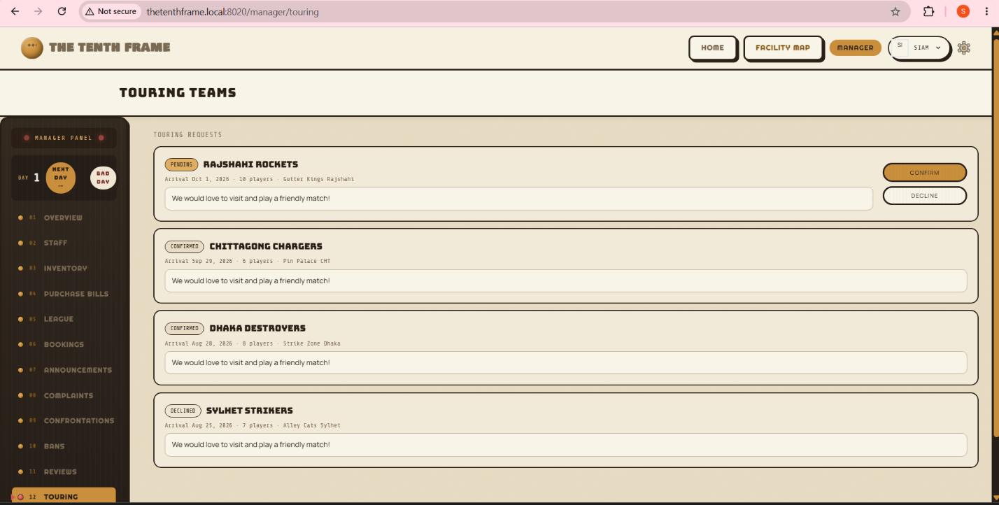 Not secure thetenthframe.local:8020/manager/touring S
THE TENTH FRAME HOME FACILITY MAP MANAGER SI SIAM
TOURING TEAMS
MANAGER PANEL
DAY 1 NEXT DAY → BAD DAY
01 OVERVIEW
02 STAFF
03 INVENTORY
04 PURCHASE BILLS
05 LEAGUE
06 BOOKINGS
07 ANNOUNCEMENTS
08 COMPLAINTS
09 CONFRONTATIONS
10 BANS
11 REVIEWS
12 TOURING
TOURING REQUESTS
PENDING RAJSHAHI ROCKETS
Arrival Oct 1, 2026 · 10 players · Gutter Kings Rajshahi
We would love to visit and play a friendly match!
CONFIRM
DECLINE
CONFIRMED CHITTAGONG CHARGERS
Arrival Sep 29, 2026 · 6 players · Pin Palace CHT
We would love to visit and play a friendly match!
CONFIRMED DHAKA DESTROYERS
Arrival Aug 28, 2026 · 8 players · Strike Zone Dhaka
We would love to visit and play a friendly match!
DECLINED SYLHET STRIKERS
Arrival Aug 25, 2026 · 7 players · Alley Cats Sylhet
We would love to visit and play a friendly match!